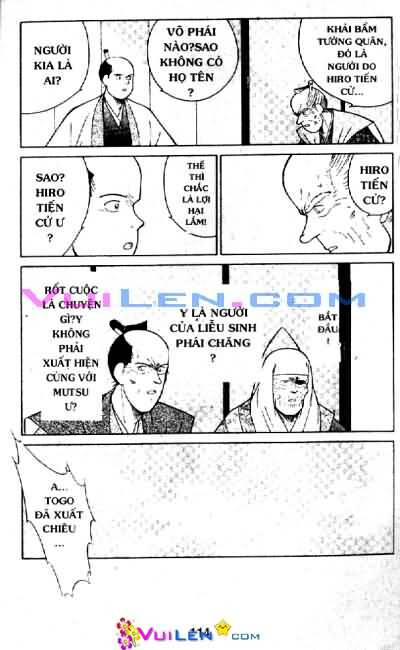 NGƯỜI
KIA LÀ
AI?
VÕ PHÁI
NÀO?SAO
KHÔNG CÓ
HỌ TÊN
?
KHẢI BẨM
TƯỚNG QUÂN,
ĐÓ LÀ
NGƯỜI DO
HIRO TIẾN
CỬ...
SAO?
HIRO
TIẾN
CỬ Ư
?
THẾ
THÌ
CHẮC
LÀ LỢI
HẠI
LẮM!
HIRO
TIẾN
CỬ?
RỐT CUỘC
LÀ CHUYỆN
GÌ?Y
KHÔNG
PHẢI
XUẤT HIỆN
CÙNG VỚI
MUTSU
Ư?
Y LÀ NGƯỜI
CỦA LIỄU SINH
PHÁI CHĂNG
?
BẮT
ĐẦU
!
VUILEN.COM
A...
TOGO
ĐÃ XUẤT
CHIÊU
...
114
VUILEN.COM